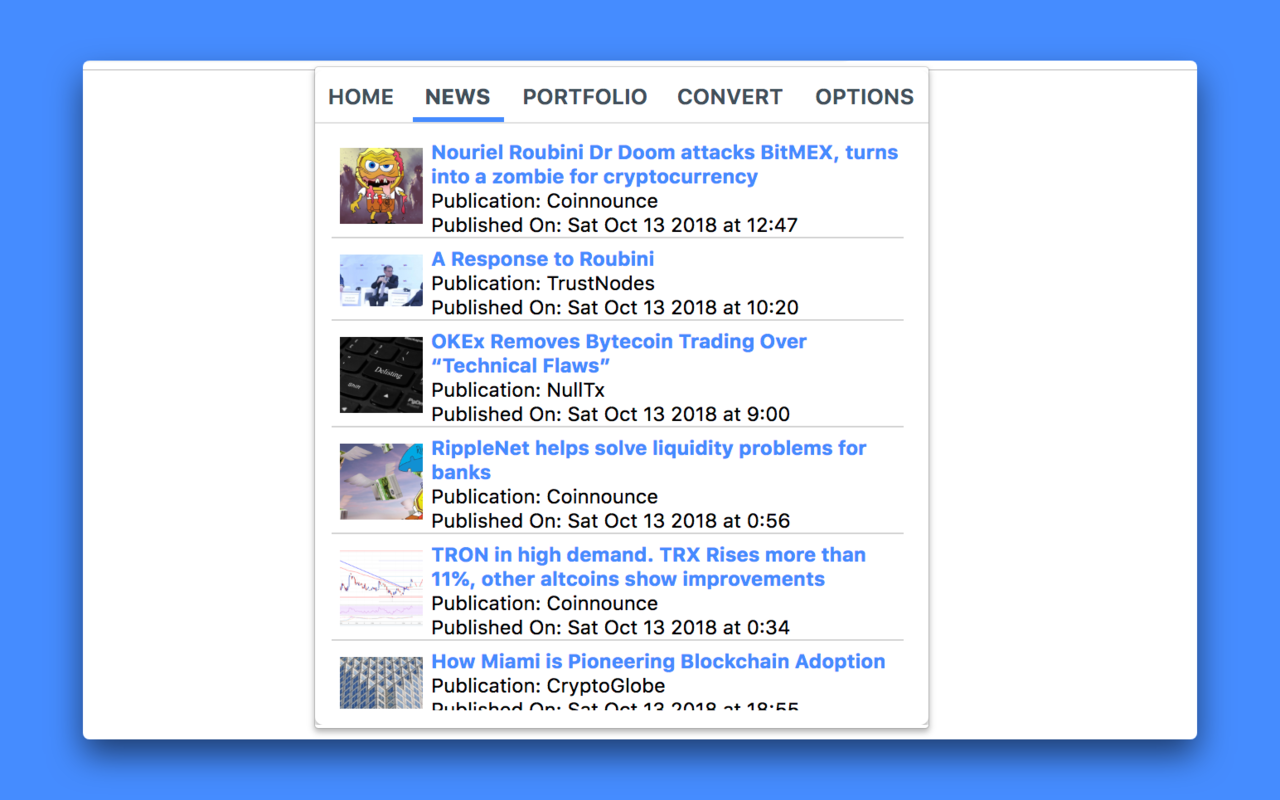 HOME NEWS PORTFOLIO CONVERT OPTIONS
Nouriel Roubini Dr Doom attacks BitMEX, turns
into a zombie for cryptocurrency
Publication: Coinnounce
Published On: Sat Oct 13 2018 at 12:47
A Response to Roubini
Publication: TrustNodes
Published On: Sat Oct 13 2018 at 10:20
OKEx Removes Bytecoin Trading Over
“Technical Flaws”
Publication: NullTx
Published On: Sat Oct 13 2018 at 9:00
Delisting
Shift
RippleNet helps solve liquidity problems for
banks
Publication: Coinnounce
Published On: Sat Oct 13 2018 at 0:56
TRON in high demand. TRX Rises more than
11%, other altcoins show improvements
Publication: Coinnounce
Published On: Sat Oct 13 2018 at 0:34
How Miami is Pioneering Blockchain Adoption
Publication: CryptoGlobe
Published On: Sat Oct 13 2018 at 18:55